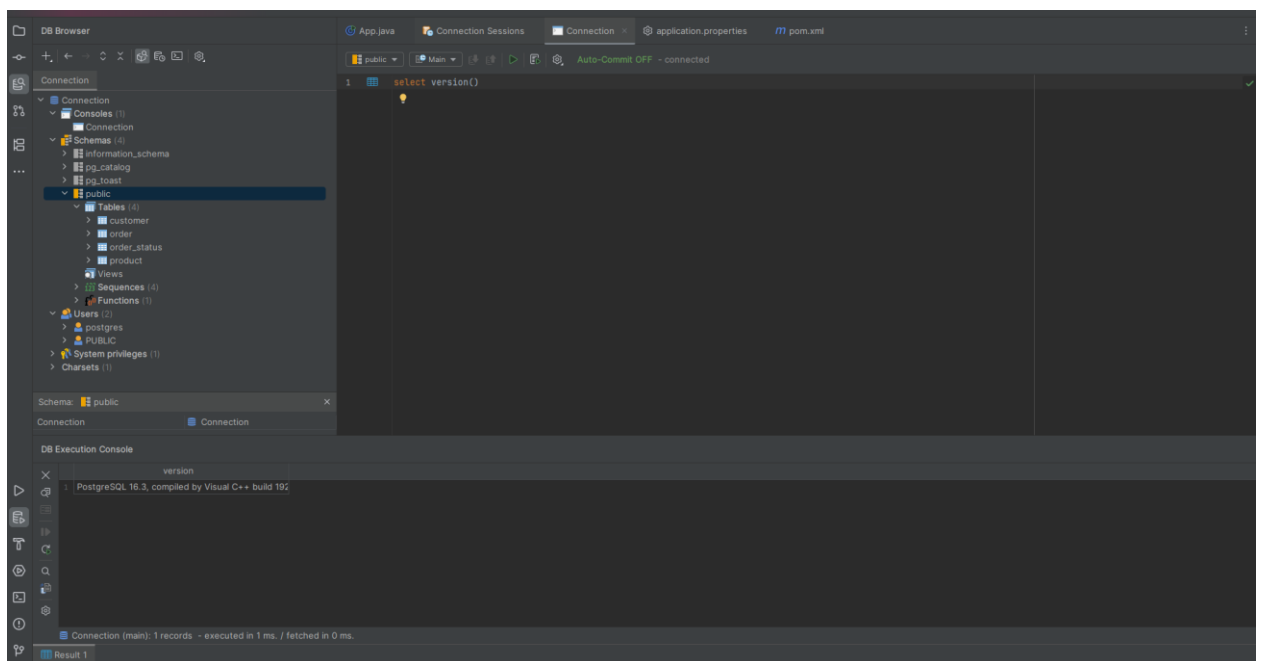 DB Browser
App.java
Connection Sessions
Connection
application.properties
pom.xml
public
Main
Auto-Commit OFF - connected
Connection
1 select version()
Connection
Consoles (1)
Connection
Schemas (4)
information_schema
pg_catalog
pg_toast
public
Tables (4)
customer
order
order_status
product
Views
Sequences (4)
Functions (1)
Users (2)
postgres
PUBLIC
System privileges (1)
Charsets (1)
Schema: public
Connection Connection
DB Execution Console
version
1 PostgreSQL 16.3, compiled by Visual C++ build 192
Connection (main): 1 records - executed in 1 ms. / fetched in 0 ms.
Result 1